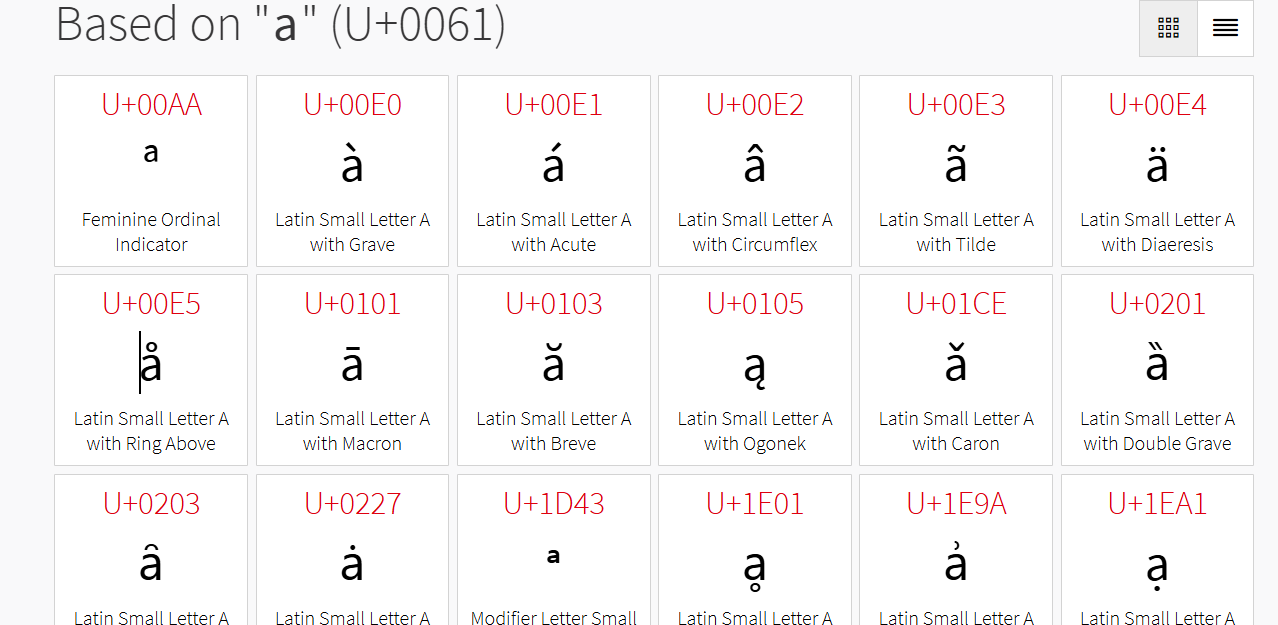 Based on "a" (U+0061)
U+00AA U+00E0 U+00E1 U+00E2 U+00E3 U+00E4
ª à á â ã ä
Feminine Ordinal Latin Small Letter A Latin Small Letter A Latin Small Letter A Latin Small Letter A Latin Small Letter A
Indicator with Grave with Acute with Circumflex with Tilde with Diaeresis
U+00E5 U+0101 U+0103 U+0105 U+01CE U+0201
å ā ă ą ǎ ȁ
Latin Small Letter A Latin Small Letter A Latin Small Letter A Latin Small Letter A Latin Small Letter A Latin Small Letter A
with Ring Above with Macron with Breve with Ogonek with Caron with Double Grave
U+0203 U+0227 U+1D43 U+1E01 U+1E9A U+1EA1
ȃ ȧ ᵃ ḁ ẚ ạ
Latin Small Letter A Latin Small Letter A Modifier Letter Small Latin Small Letter A Latin Small Letter A Latin Small Letter A